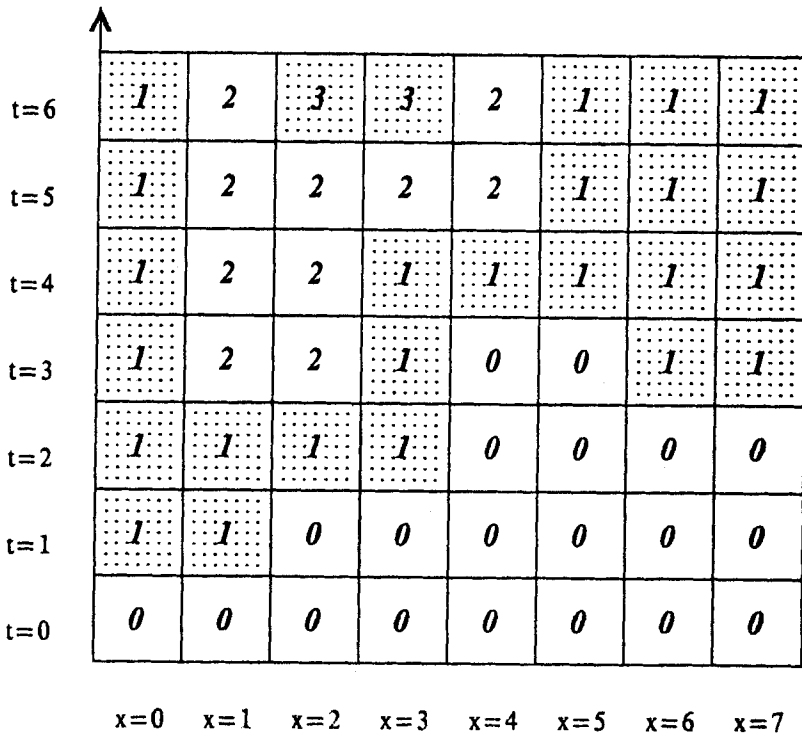 t=6 1 2 3 3 2 1 1 1
t=5 1 2 2 2 2 1 1 1
t=4 1 2 2 1 1 1 1 1
t=3 1 2 2 1 0 0 1 1
t=2 1 1 1 1 0 0 0 0
t=1 1 1 0 0 0 0 0 0
t=0 0 0 0 0 0 0 0 0
x=0 x=1 x=2 x=3 x=4 x=5 x=6 x=7